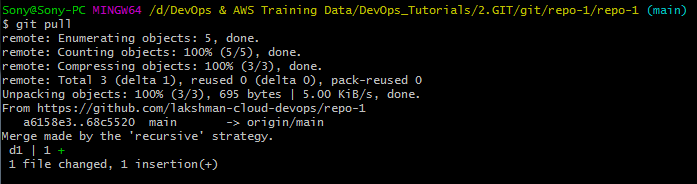 Sony@Sony-PC MINGW64 /d/DevOps & AWS Training Data/DevOps_Tutorials/2.GIT/git/repo-1/repo-1 (main)
$ git pull
remote: Enumerating objects: 5, done.
remote: Counting objects: 100% (5/5), done.
remote: Compressing objects: 100% (3/3), done.
remote: Total 3 (delta 1), reused 0 (delta 0), pack-reused 0
Unpacking objects: 100% (3/3), 695 bytes | 5.00 KiB/s, done.
From https://github.com/lakshman-cloud-devops/repo-1
   a6158e3..68c5520  main       -> origin/main
Merge made by the 'recursive' strategy.
 d1 | 1 +
 1 file changed, 1 insertion(+)